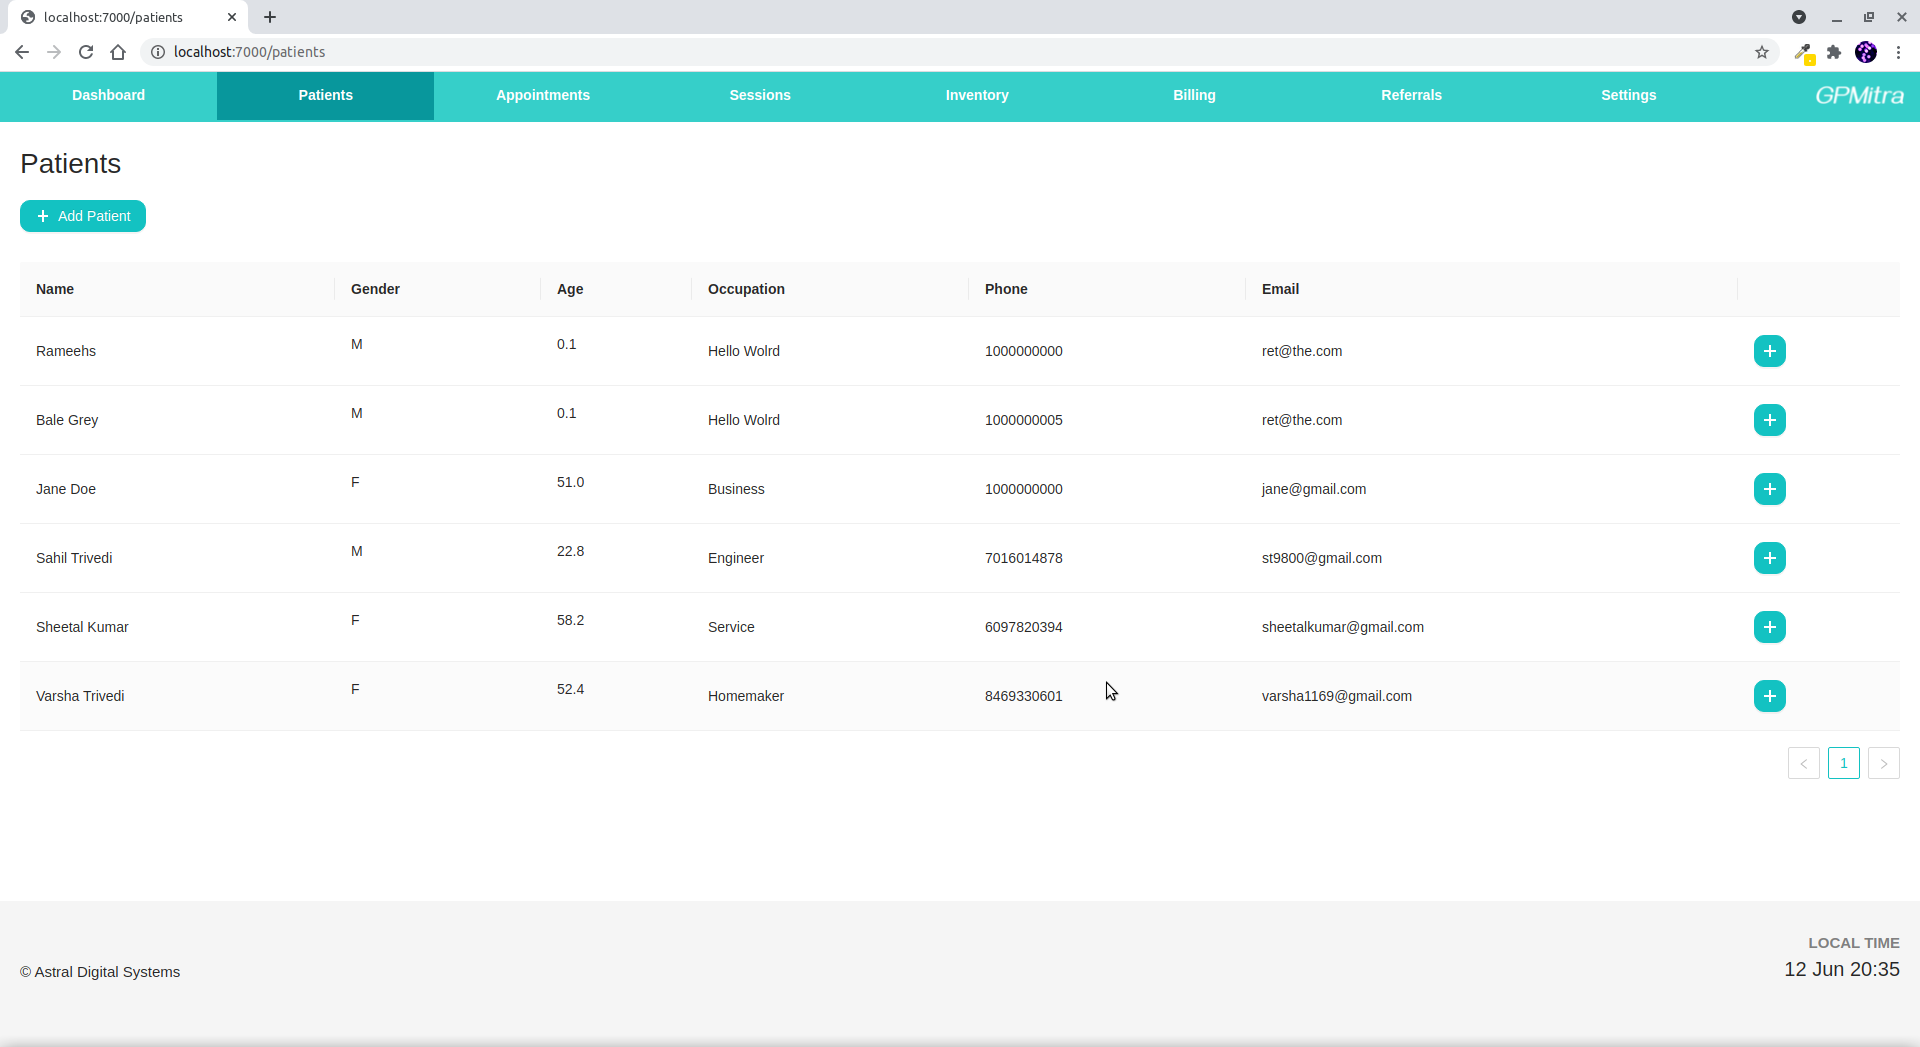 localhost:7000/patients
localhost:7000/patients
Dashboard Patients Appointments Sessions Inventory Billing Referrals Settings GPMitra
Patients
+ Add Patient
Name Gender Age Occupation Phone Email
Rameehs M 0.1 Hello Wolrd 1000000000 ret@the.com
Bale Grey M 0.1 Hello Wolrd 1000000005 ret@the.com
Jane Doe F 51.0 Business 1000000000 jane@gmail.com
Sahil Trivedi M 22.8 Engineer 7016014878 st9800@gmail.com
Sheetal Kumar F 58.2 Service 6097820394 sheetalkumar@gmail.com
Varsha Trivedi F 52.4 Homemaker 8469330601 varsha1169@gmail.com
< 1 >
LOCAL TIME
© Astral Digital Systems 12 Jun 20:35